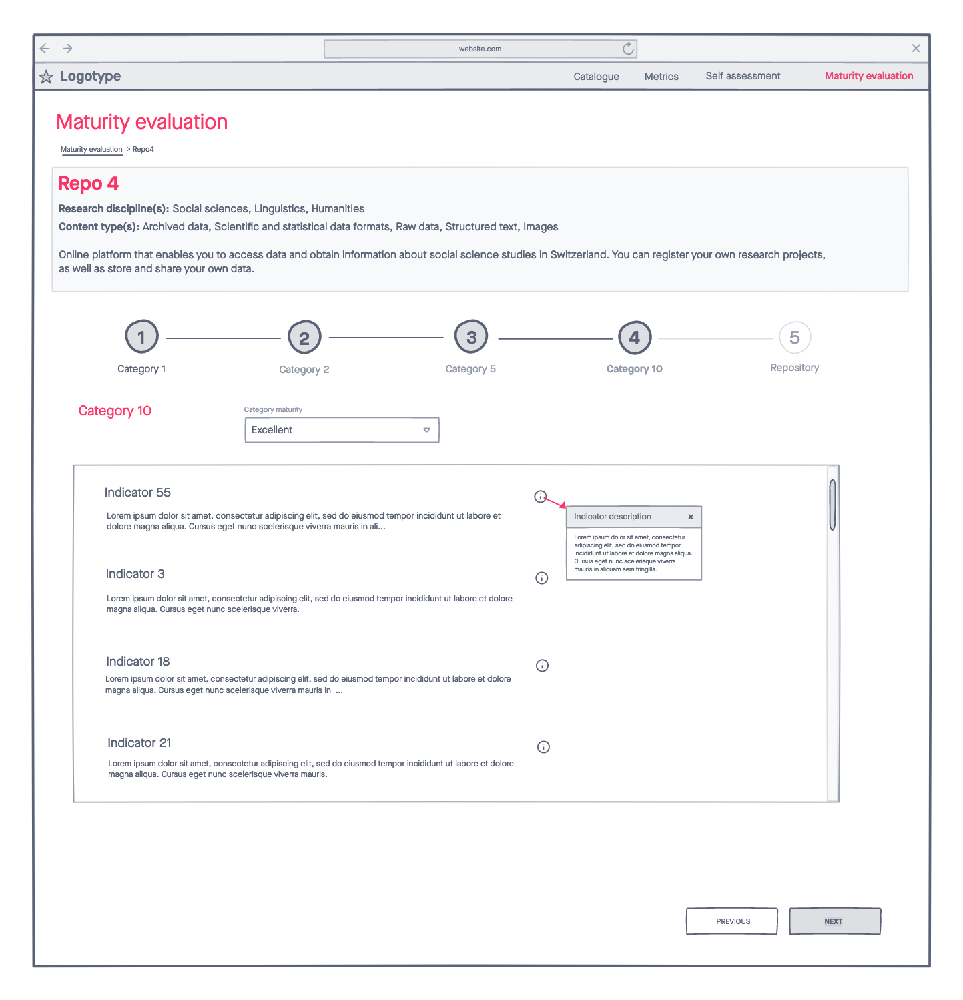 website.com
Logotype
Catalogue
Metrics
Self assessment
Maturity evaluation
Maturity evaluation
Maturity evaluation > Repo4
Repo 4
Research discipline(s): Social sciences, Linguistics, Humanities
Content type(s): Archived data, Scientific and statistical data formats, Raw data, Structured text, Images
Online platform that enables you to access data and obtain information about social science studies in Switzerland. You can register your own research projects,
as well as store and share your own data.
1
2
3
4
5
Category 1
Category 2
Category 5
Category 10
Repository
Category 10
Category maturity
Excellent
Indicator 55
Lorem ipsum dolor sit amet, consectetur adipiscing elit, sed do eiusmod tempor incididunt ut labore et
dolore magna aliqua. Cursus eget nunc scelerisque viverra mauris in ali...
Indicator description
Lorem ipsum dolor sit amet, consectetur
adipiscing elit, sed do eiusmod tempor
incididunt ut labore et dolore magna aliqua.
Cursus eget nunc scelerisque viverra
mauris in aliquam sem fringilla.
Indicator 3
Lorem ipsum dolor sit amet, consectetur adipiscing elit, sed do eiusmod tempor incididunt ut labore et dolore
magna aliqua. Cursus eget nunc scelerisque viverra.
Indicator 18
Lorem ipsum dolor sit amet, consectetur adipiscing elit, sed do eiusmod tempor incididunt ut labore et dolore
magna aliqua. Cursus eget nunc scelerisque viverra mauris in ...
Indicator 21
Lorem ipsum dolor sit amet, consectetur adipiscing elit, sed do eiusmod tempor incididunt ut labore et dolore
magna aliqua. Cursus eget nunc scelerisque viverra mauris.
PREVIOUS
NEXT